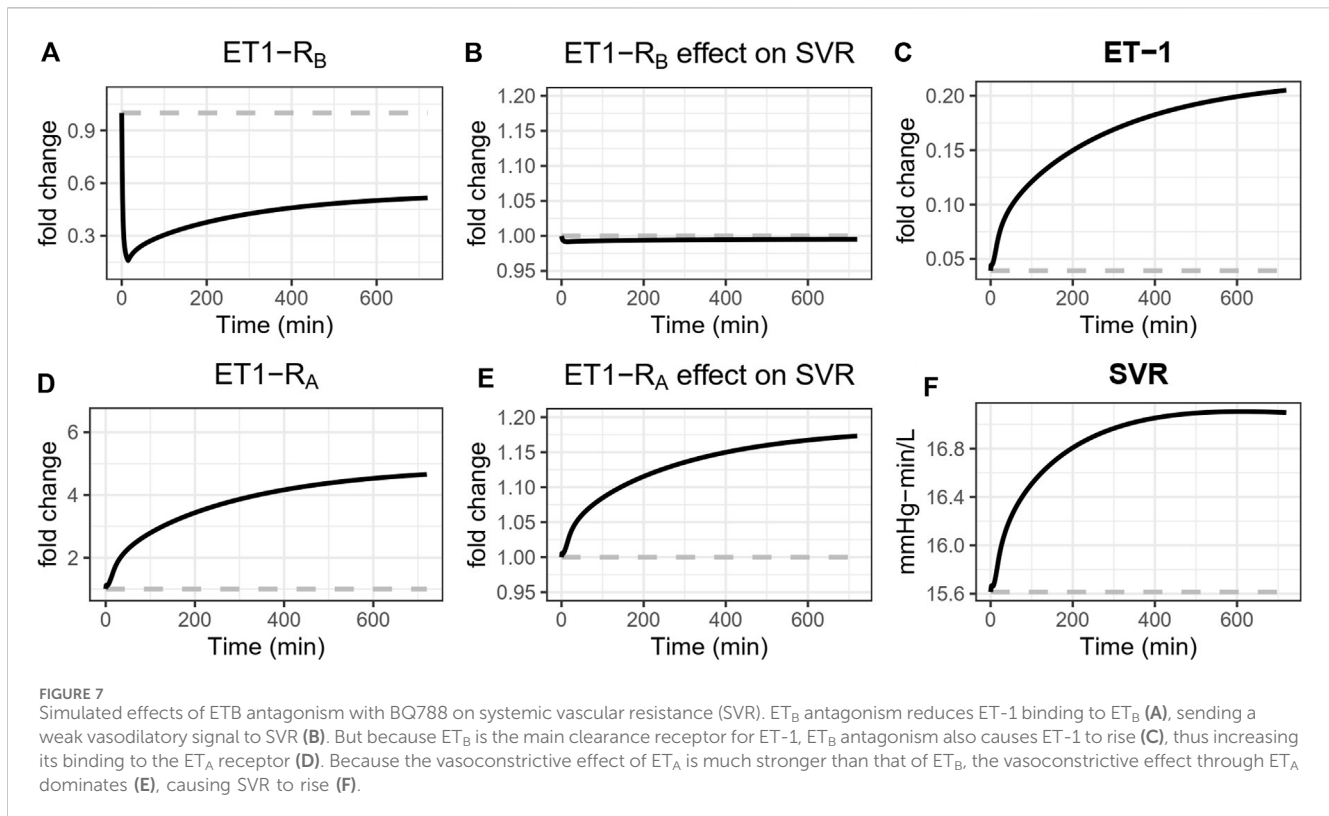 A
ET1−R_B
fold change
0.9
0.6
0.3
0 200 400 600
Time (min)
B
ET1−R_B effect on SVR
fold change
1.20
1.15
1.10
1.05
1.00
0.95
0 200 400 600
Time (min)
C
ET−1
fold change
0.20
0.15
0.10
0.05
0 200 400 600
Time (min)
D
ET1−R_A
fold change
6
4
2
0 200 400 600
Time (min)
E
ET1−R_A effect on SVR
fold change
1.20
1.15
1.10
1.05
1.00
0.95
0 200 400 600
Time (min)
F
SVR
mmHg−min/L
16.8
16.4
16.0
15.6
0 200 400 600
Time (min)
FIGURE 7
Simulated effects of ETB antagonism with BQ788 on systemic vascular resistance (SVR). ET_B antagonism reduces ET-1 binding to ET_B (A), sending a
weak vasodilatory signal to SVR (B). But because ET_B is the main clearance receptor for ET-1, ET_B antagonism also causes ET-1 to rise (C), thus increasing
its binding to the ET_A receptor (D). Because the vasoconstrictive effect of ET_A is much stronger than that of ET_B, the vasoconstrictive effect through ET_A
dominates (E), causing SVR to rise (F).